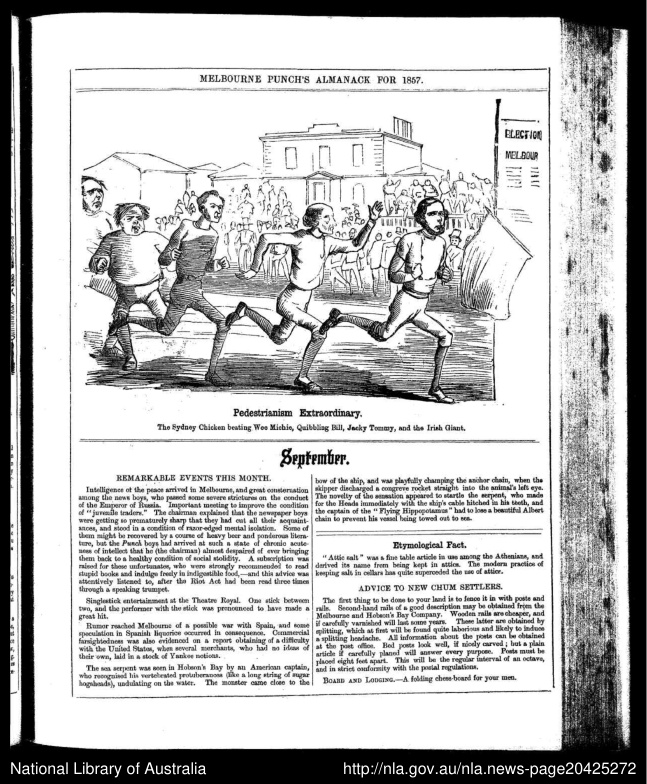 MELBOURNE PUNCH'S ALMANACK FOR 1857.
ELECTION
MELBOUR
Pedestrianism Extraordinary.
The Sydney Chicken beating Wee Michie, Quibbling Bill, Jacky Tommy, and the Irish Giant.
September.
REMARKABLE EVENTS THIS MONTH.
Intelligence of the peace arrived in Melbourne, and great consternation
among the news boys, who passed some severe strictures on the conduct
of the Emperor of Russia. Important meeting to improve the condition
of "juvenile traders." The chairman explained that the newspaper boys
were getting so prematurely sharp that they had cut all their acquaint-
ances, and stood in a condition of razor-edged mental isolation. Some of
them might be recovered by a course of heavy beer and ponderous litera-
ture, but the Punch boys had arrived at such a state of chronic acute-
ness of intellect that he (the chairman) almost despaired of ever bringing
them back to a healthy condition of social stolidity. A subscription was
raised for these unfortunates, who were strongly recommended to read
stupid books and indulge freely in indigestible food,—and this advice was
attentively listened to, after the Riot Act had been read three times
through a speaking trumpet.
Singlestick entertainment at the Theatre Royal. One stick between
two, and the performer with the stick was pronounced to have made a
great hit.
Rumor reached Melbourne of a possible war with Spain, and some
speculation in Spanish liquorice occurred in consequence. Commercial
farsightedness was also evidenced on a report obtaining of a difficulty
with the United States, when several merchants, who had no ideas of
their own, laid in a stock of Yankee notions.
The sea serpent was seen in Hobson's Bay by an American captain,
who recognised his vertebrated protuberances (like a long string of sugar
hogsheads), undulating on the water. The monster came close to the
bow of the ship, and was playfully champing the anchor chain, when the
skipper discharged a congreve rocket straight into the animal's left eye.
The novelty of the sensation appeared to startle the serpent, who made
for the Heads immediately with the ship's cable hitched in his teeth, and
the captain of the "Flying Hippopotamus" had to lose a beautiful Albert
chain to prevent his vessel being towed out to sea.
Etymological Fact.
"Attic salt" was a fine table article in use among the Athenians, and
derived its name from being kept in attics. The modern practice of
keeping salt in cellars has quite superceded the use of attics.
ADVICE TO NEW CHUM SETTLERS.
The first thing to be done to your land is to fence it in with posts and
rails. Second-hand rails of a good description may be obtained from the
Melbourne and Hobson's Bay Company. Wooden rails are cheaper, and
if carefully varnished will last some years. These latter are obtained by
splitting, which at first will be found quite laborious and likely to induce
a splitting headache. All information about the posts can be obtained
at the post office. Bed posts look well, if nicely carved; but a plain
article if carefully planed will answer every purpose. Posts must be
placed eight feet apart. This will be the regular interval of an octave,
and in strict conformity with the postal regulations.
BOARD AND LODGING.—A folding chess-board for your men.
National Library of Australia
http://nla.gov.au/nla.news-page20425272